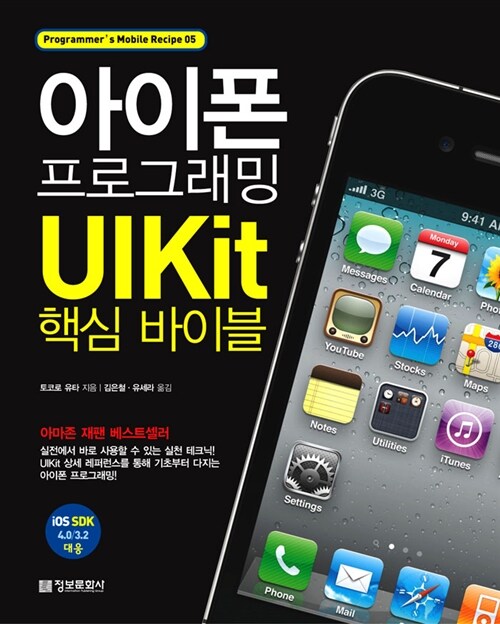 Programmer's Mobile Recipe 05
아이폰
프로그래밍
UIKit
핵심 바이블
토코로 유타 지음 | 김은철 · 유세라 옮김
아마존 재팬 베스트셀러
실전에서 바로 사용할 수 있는 실천 테크닉!
UIKit 상세 레퍼런스를 통해 기초부터 다지는
아이폰 프로그래밍!
iOS SDK
4.0/3.2
대응
정보문화사
Information Publishing Group
3G
9:41 A
Messages
Monday
7
Calendar
Pho
YouTube
Stocks
280
Maps
Notes
Utilities
iTunes
Settings
Phone
Mail